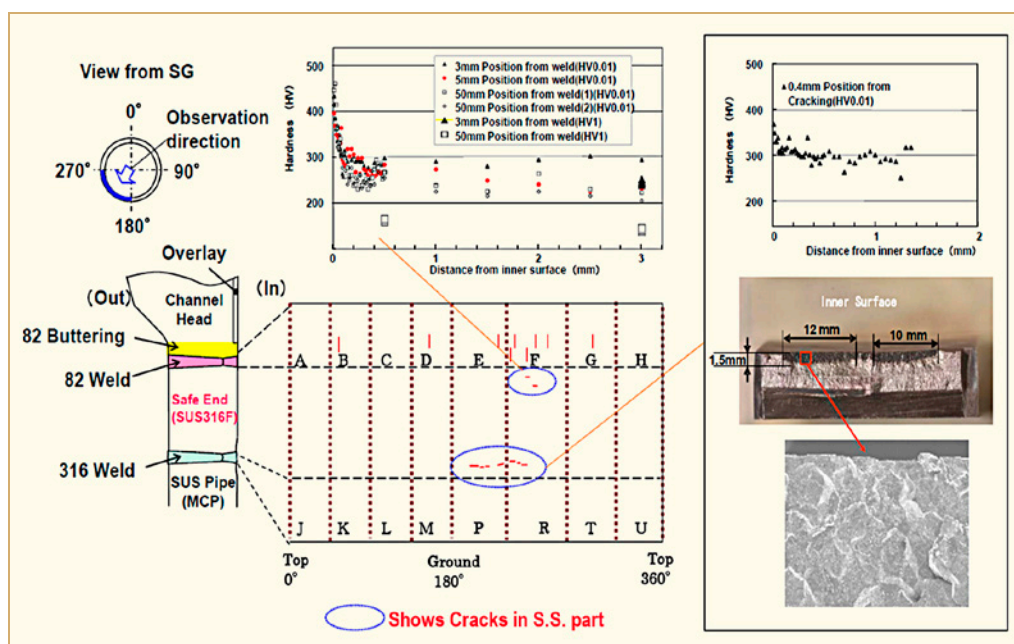 View from SG
0°
Observation
direction
270°
90°
180°
Overlay
(Out)
(In)
Channel
Head
82 Buttering
82 Weld
Safe End
(SUS316F)
316 Weld
SUS Pipe
(MCP)
Hardness (HV)
500
400
300
200
3mm Position from weld(HV0.01)
5mm Position from weld(HV0.01)
50mm Position from weld(1)(HV0.01)
50mm Position from weld(2)(HV0.01)
3mm Position from weld(HV1)
50mm Position from weld(HV1)
0 1 2 3
Distance from inner surface (mm)
A B C D E F G H
J K L M P R T U
Top
0°
Ground
180°
Top
360°
Shows Cracks in S.S. part
Hardness (HV)
500
400
300
200
0.4mm Position from
Cracking(HV0.01)
0 1 2
Distance from inner surface (mm)
Inner Surface
12 mm
10 mm
1.5mm